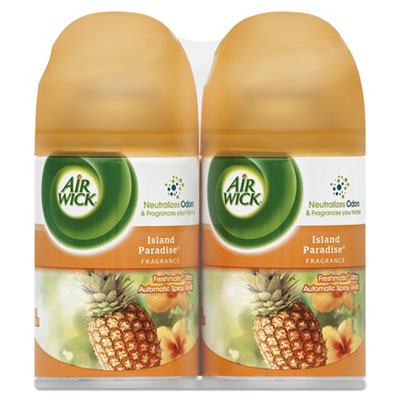 AIR
WICK®
Neutralizes Odors
& Fragrances your Home
Island
Paradise®
FRAGRANCE
Freshmatic® Ultra
Automatic Spray Refill
AIR
WICK®
Neutralizes Odors
& Fragrances your Home
Island
Paradise®
FRAGRANCE
Freshmatic® Ultra
Automatic Spray Refill